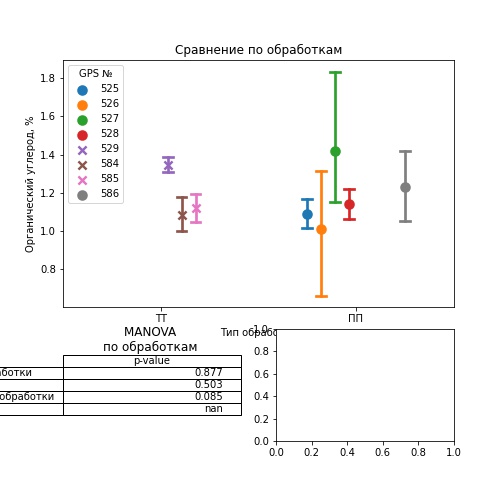 Сравнение по обработкам
Органический углерод, %
1.8
1.6
1.4
1.2
1.0
0.8
GPS №
525
526
527
528
529
584
585
586
ТТ
ПП
Тип
MANOVA
по обработкам
p-value
0.877
0.503
обработки 0.085
nan
1.0
0.8
0.6
0.4
0.2
0.0
0.0 0.2 0.4 0.6 0.8 1.0